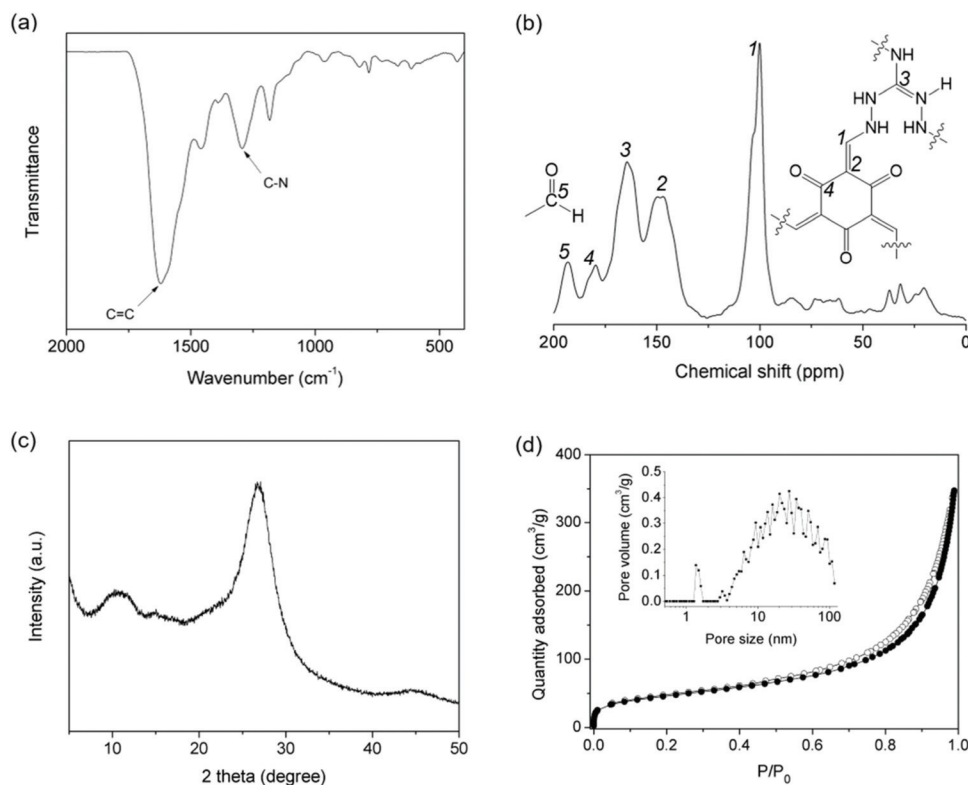 (a)
Transmittance
C-N
C=C
2000 1500 1000 500
Wavenumber (cm⁻¹)
(b)
1
NH
3
HN N H
NH HN
1
2
O O
4
O
O
5
H
3
2
5
4
200 150 100 50 0
Chemical shift (ppm)
(c)
Intensity (a.u.)
10 20 30 40 50
2 theta (degree)
(d)
Quantity adsorbed (cm³/g)
400
300
200
100
0
0.0 0.2 0.4 0.6 0.8 1.0
P/P₀
Pore volume (cm³/g)
0.5
0.4
0.3
0.2
0.1
0.0
1 10 100
Pore size (nm)